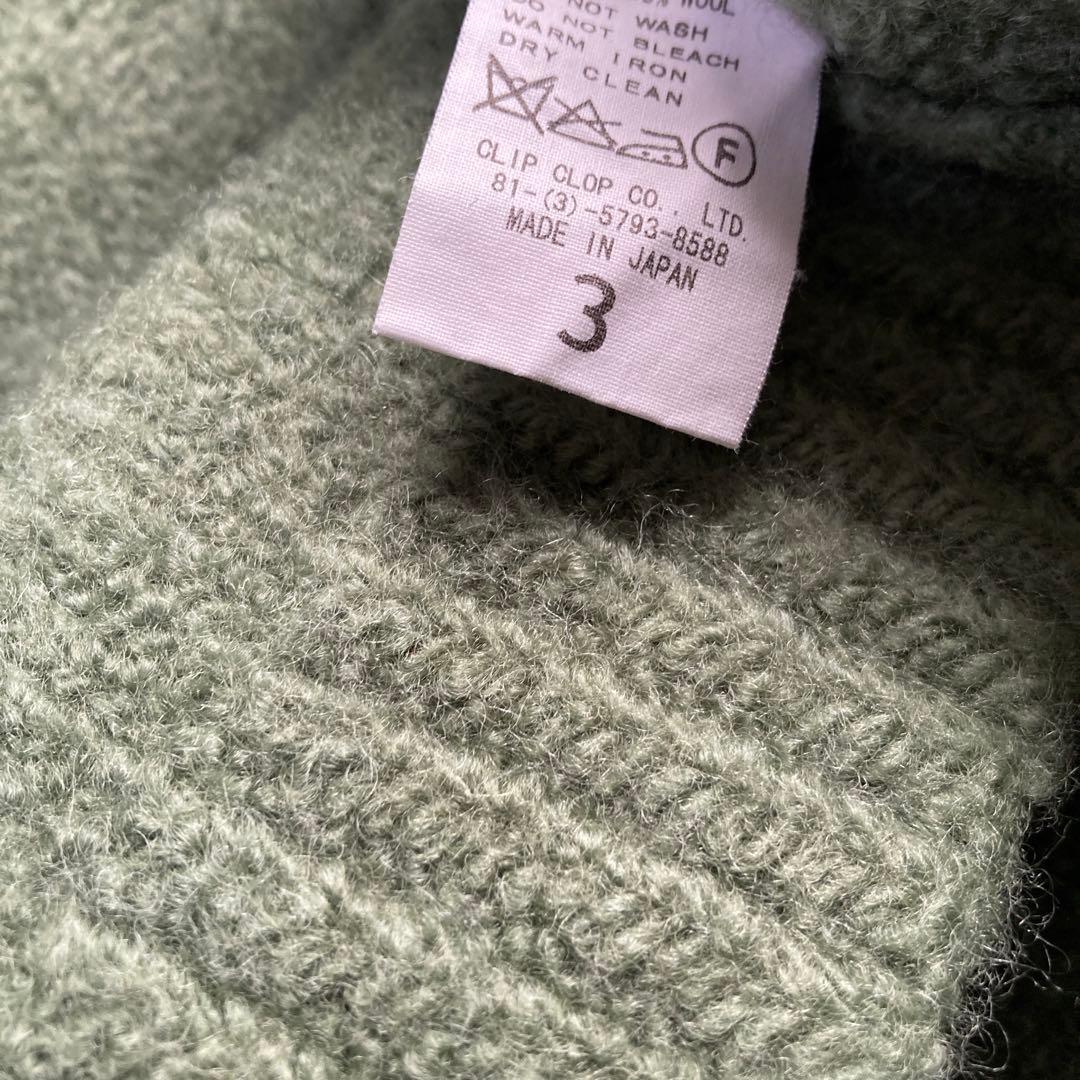 WOOL
DO NOT WASH
WARM NOT BLEACH
DRY IRON
CLEAN
F
CLIP CLOP CO., LTD.
81-(3)-5793-8588
MADE IN JAPAN
3